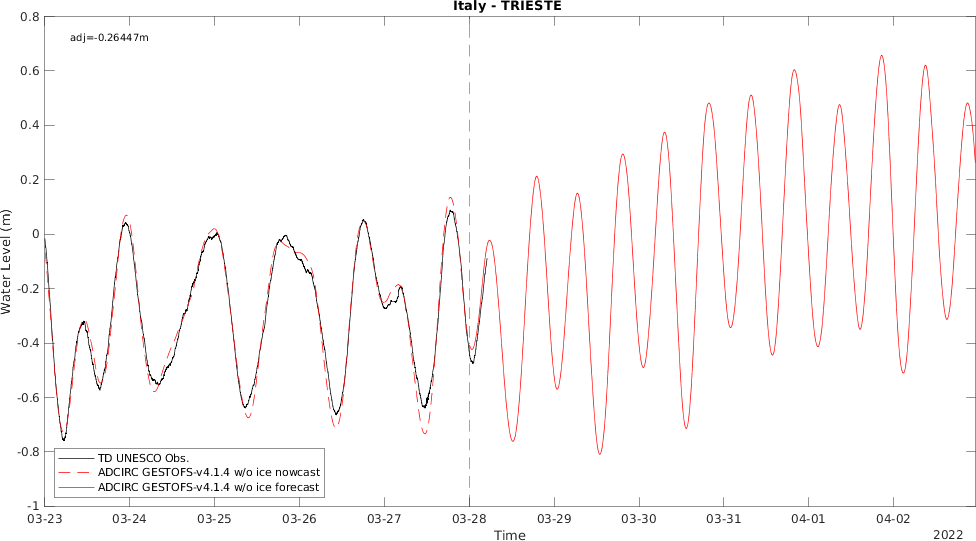 Italy - TRIESTE
adj=-0.26447m
0.8
0.6
0.4
0.2
0
-0.2
-0.4
-0.6
-0.8
-1
Water Level (m)
TD UNESCO Obs.
ADCIRC GESTOFS-v4.1.4 w/o ice nowcast
ADCIRC GESTOFS-v4.1.4 w/o ice forecast
03-23 03-24 03-25 03-26 03-27 03-28 03-29 03-30 03-31 04-01 04-02
Time
2022